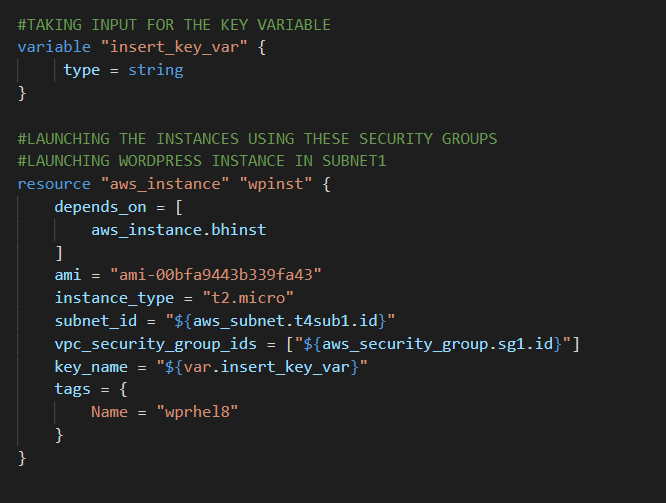 #TAKING INPUT FOR THE KEY VARIABLE
variable "insert_key_var" {
     type = string
}

#LAUNCHING THE INSTANCES USING THESE SECURITY GROUPS
#LAUNCHING WORDPRESS INSTANCE IN SUBNET1
resource "aws_instance" "wpinst" {
    depends_on = [
        aws_instance.bhinst
    ]
    ami = "ami-00bfa9443b339fa43"
    instance_type = "t2.micro"
    subnet_id = "${aws_subnet.t4sub1.id}"
    vpc_security_group_ids = ["${aws_security_group.sg1.id}"]
    key_name = "${var.insert_key_var}"
    tags = {
        Name = "wprhel8"
    }
}